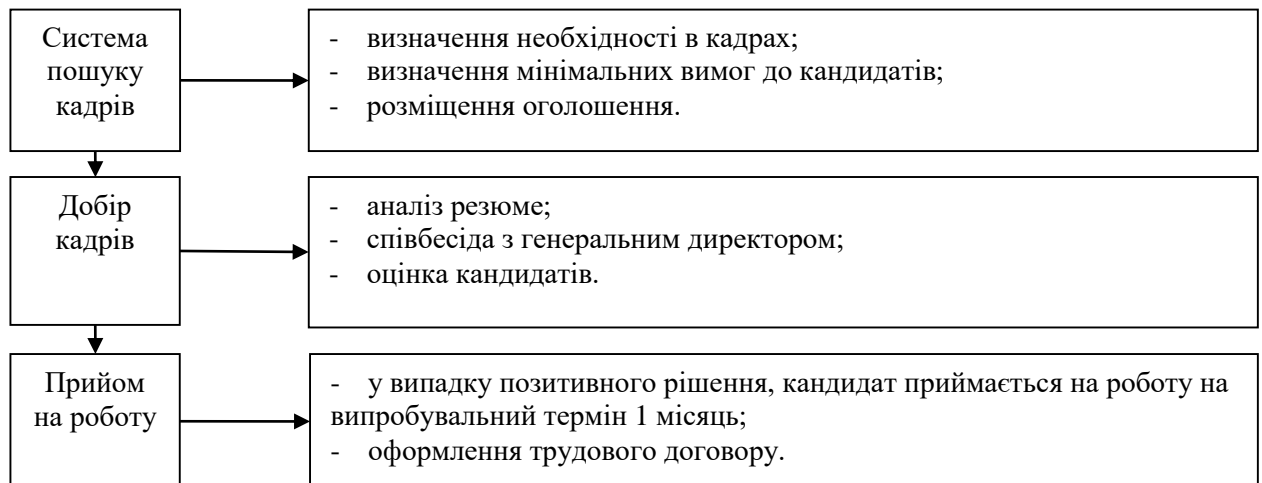 Система
пошуку
кадрів
- визначення необхідності в кадрах;
- визначення мінімальних вимог до кандидатів;
- розміщення оголошення.
Добір
кадрів
- аналіз резюме;
- співбесіда з генеральним директором;
- оцінка кандидатів.
Прийом
на роботу
- у випадку позитивного рішення, кандидат приймається на роботу на
випробувальний термін 1 місяць;
- оформлення трудового договору.